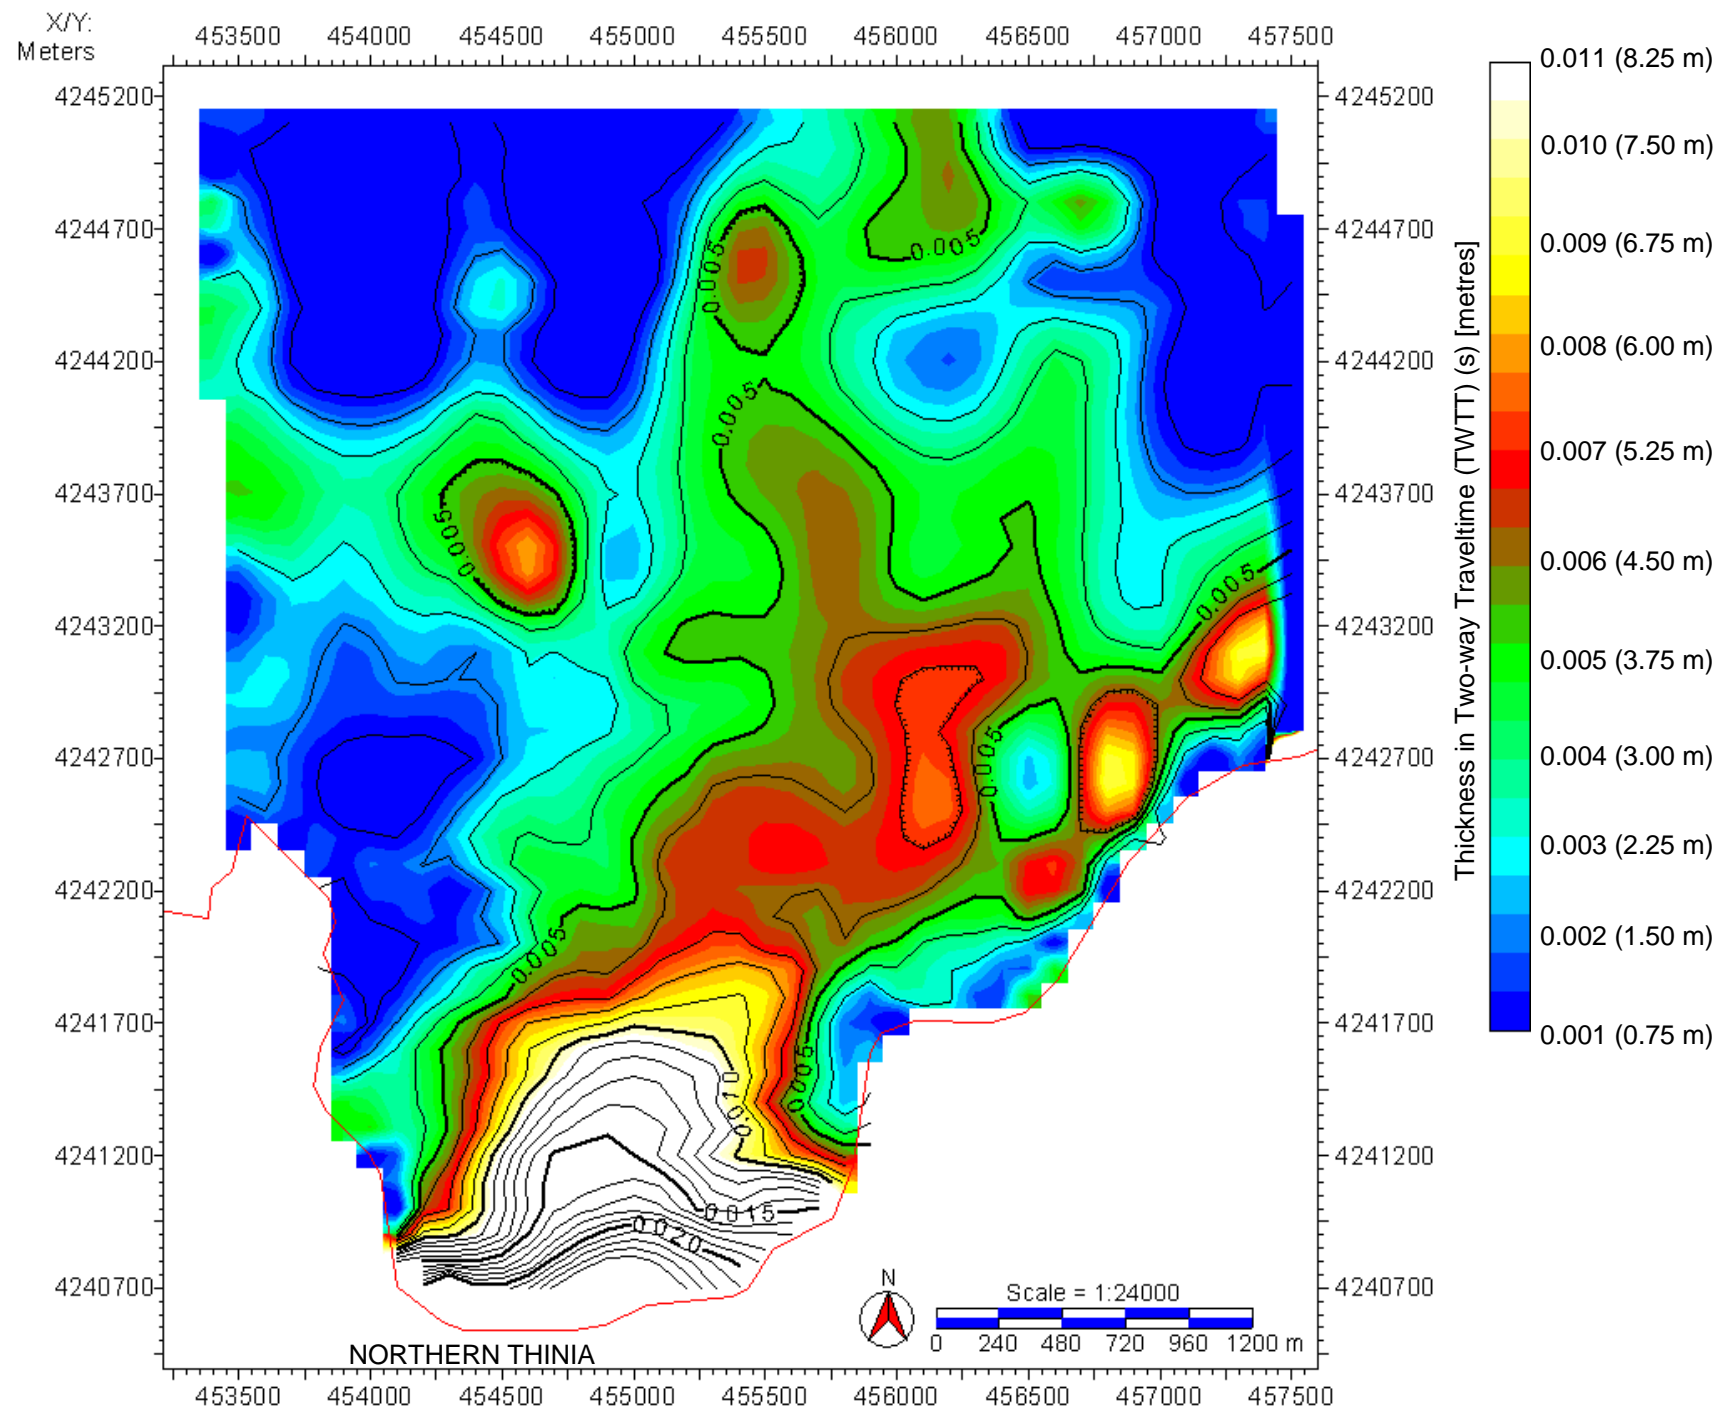 X/Y:
Meters
453500 454000 454500 455000 455500 456000 456500 457000 457500
4245200
4244700
4244200
4243700
4243200
4242700
4242200
4241700
4241200
4240700
4245200
4244700
4244200
4243700
4243200
4242700
4242200
4241700
4241200
4240700
0.005
0.005
0.005
0.005
0.005
0.005
0.005
0.005
0.010
0.015
0.020
N
Scale = 1:24000
0 240 480 720 960 1200 m
NORTHERN THINIA
453500 454000 454500 455000 455500 456000 456500 457000 457500
Thickness in Two-way Traveltime (TWTT) (s) [metres]
0.011 (8.25 m)
0.010 (7.50 m)
0.009 (6.75 m)
0.008 (6.00 m)
0.007 (5.25 m)
0.006 (4.50 m)
0.005 (3.75 m)
0.004 (3.00 m)
0.003 (2.25 m)
0.002 (1.50 m)
0.001 (0.75 m)